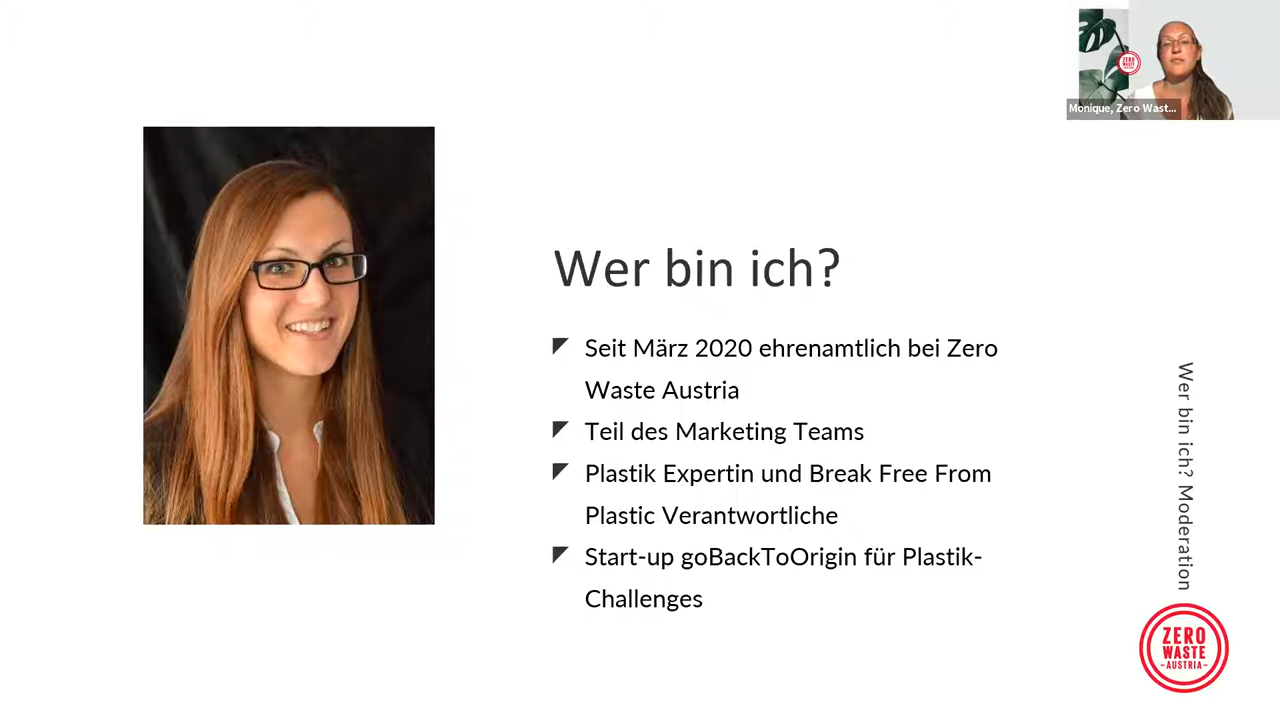 Monique, Zero Wast...
Wer bin ich?
Seit März 2020 ehrenamtlich bei Zero
Waste Austria
Teil des Marketing Teams
Plastik Expertin und Break Free From
Plastic Verantwortliche
Start-up goBackToOrigin für Plastik-
Challenges
Wer bin ich? Moderation
ZERO
WASTE
-AUSTRIA-
ZERO
WASTE